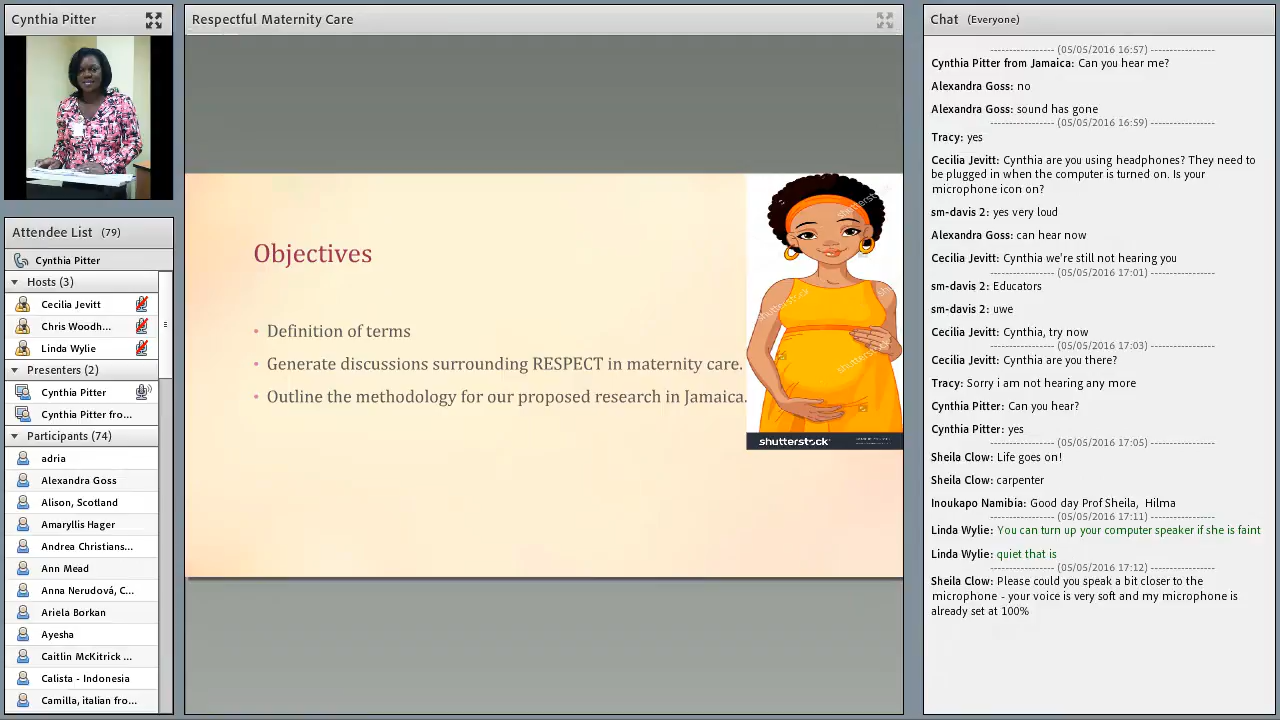 Cynthia Pitter
Attendee List (79)
Cynthia Pitter
Hosts (3)
Cecilia Jevitt
Chris Woodh...
Linda Wylie
Presenters (2)
Cynthia Pitter
Cynthia Pitter fro...
Participants (74)
adria
Alexandra Goss
Alison, Scotland
Amaryllis Hager
Andrea Christians...
Ann Mead
Anna Nerudová, C...
Ariela Borkan
Ayesha
Caitlin McKitrick ...
Calista - Indonesia
Camilla, italian fro...
Respectful Maternity Care
Objectives
• Definition of terms
• Generate discussions surrounding RESPECT in maternity care.
• Outline the methodology for our proposed research in Jamaica.
shutterstock
shutterstock
shutterstock
shutterstock
Chat (Everyone)
----------------- (05/05/2016 16:57) -----------------
Cynthia Pitter from Jamaica: Can you hear me?
Alexandra Goss: no
Alexandra Goss: sound has gone
----------------- (05/05/2016 16:59) -----------------
Tracy: yes
Cecilia Jevitt: Cynthia are you using headphones? They need to
be plugged in when the computer is turned on. Is your
microphone icon on?
sm-davis 2: yes very loud
Alexandra Goss: can hear now
Cecilia Jevitt: Cynthia we're still not hearing you
----------------- (05/05/2016 17:01) -----------------
sm-davis 2: Educators
sm-davis 2: uwe
Cecilia Jevitt: Cynthia, try now
----------------- (05/05/2016 17:03) -----------------
Cecilia Jevitt: Cynthia are you there?
Tracy: Sorry i am not hearing any more
Cynthia Pitter: Can you hear?
Cynthia Pitter: yes
----------------- (05/05/2016 17:05) -----------------
Sheila Clow: Life goes on!
Sheila Clow: carpenter
Inoukapo Namibia: Good day Prof Sheila, Hilma
----------------- (05/05/2016 17:11) -----------------
Linda Wylie: You can turn up your computer speaker if she is faint
Linda Wylie: quiet that is
----------------- (05/05/2016 17:12) -----------------
Sheila Clow: Please could you speak a bit closer to the
microphone - your voice is very soft and my microphone is
already set at 100%